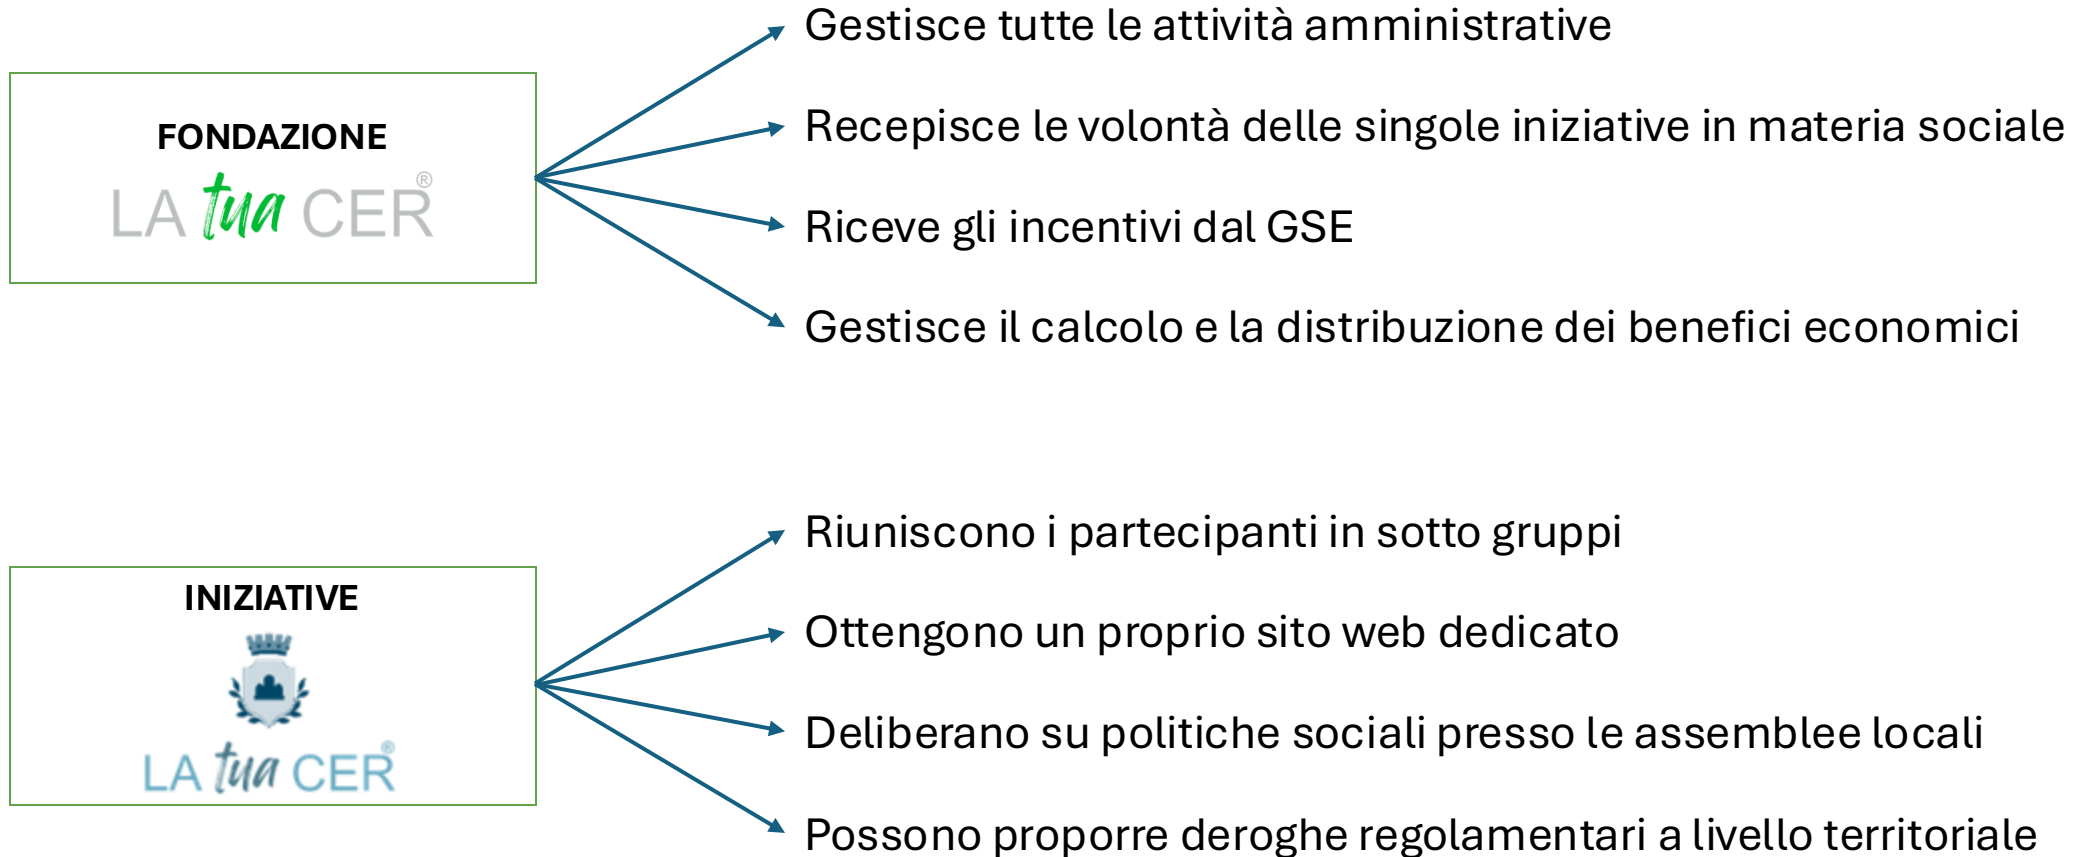 Gestisce tutte le attività amministrative
FONDAZIONE
LA tua CER®
Recepisce le volontà delle singole iniziative in materia sociale
Riceve gli incentivi dal GSE
Gestisce il calcolo e la distribuzione dei benefici economici
Riuniscono i partecipanti in sotto gruppi
INIZIATIVE
LA tua CER®
Ottengono un proprio sito web dedicato
Deliberano su politiche sociali presso le assemblee locali
Possono proporre deroghe regolamentari a livello territoriale